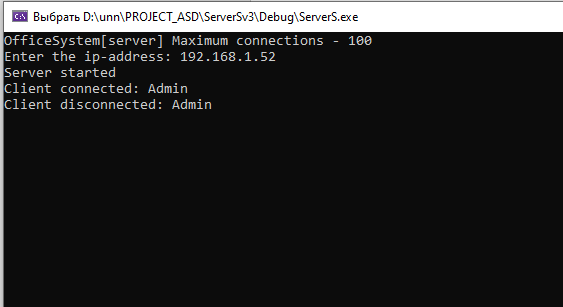 Выбрать D:\unn\PROJECT_ASD\ServerSv3\Debug\ServerS.exe
OfficeSystem[server] Maximum connections - 100
Enter the ip-address: 192.168.1.52
Server started
Client connected: Admin
Client disconnected: Admin